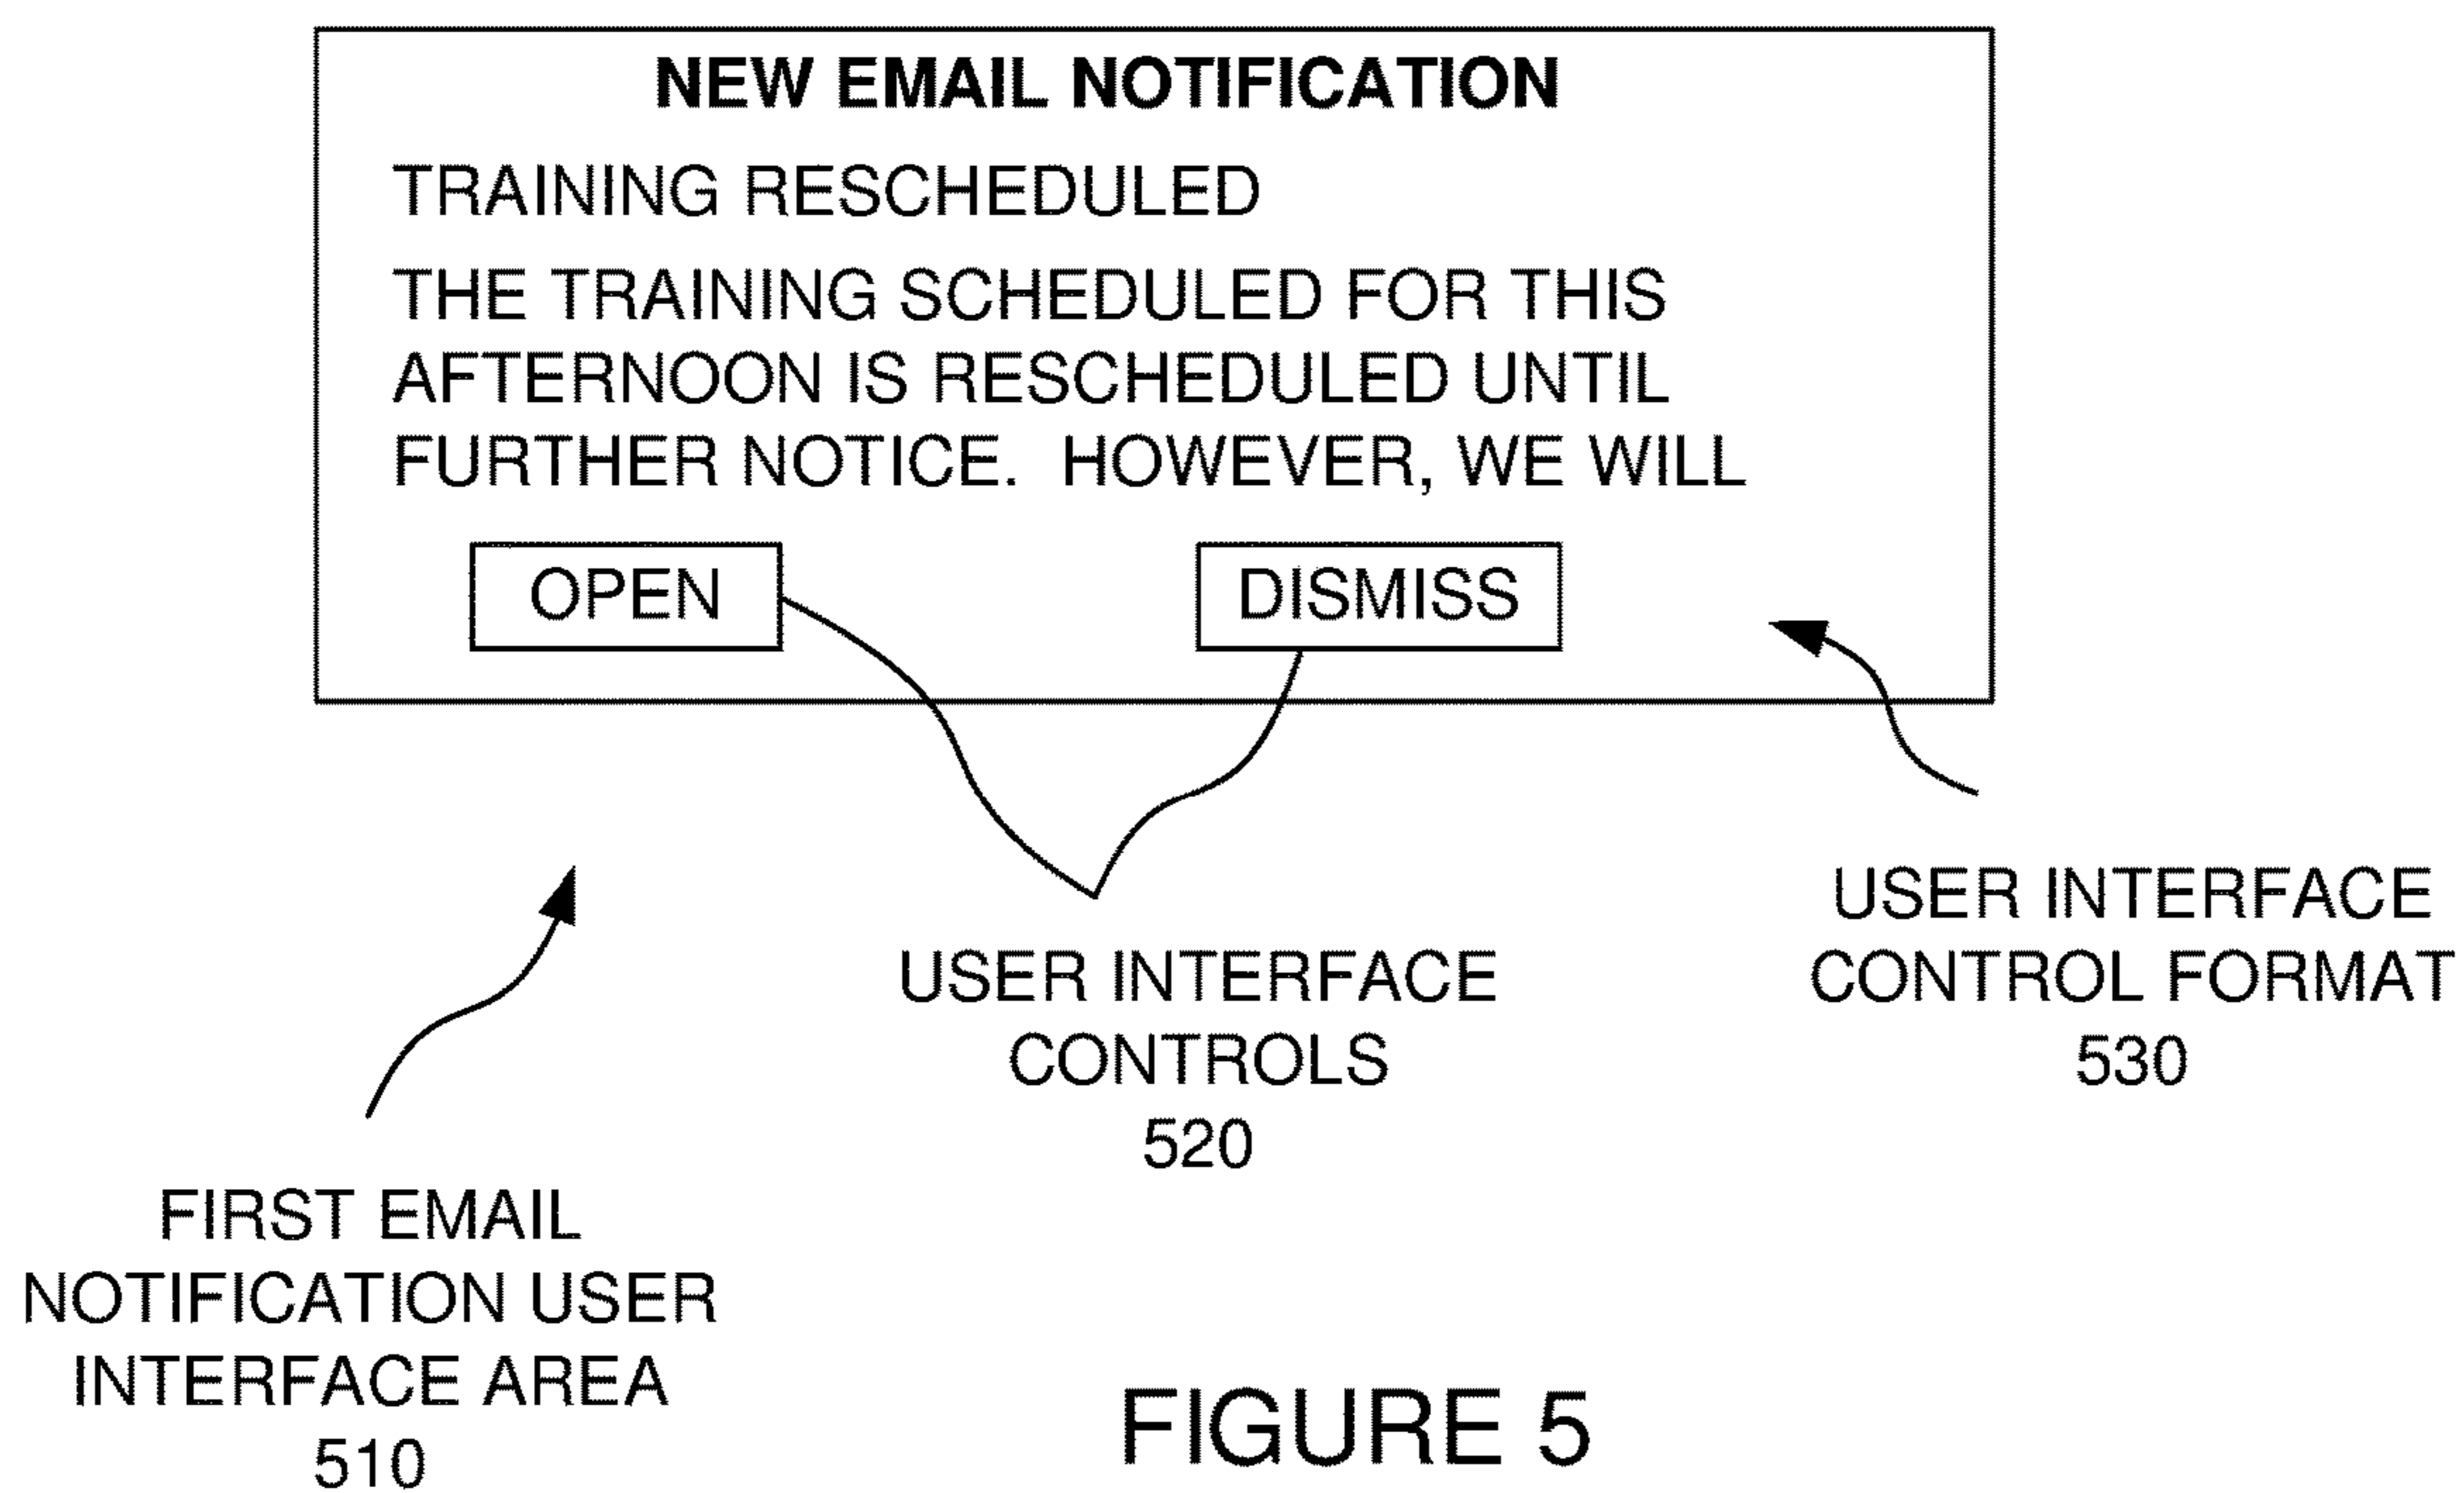 NEW EMAIL NOTIFICATION
TRAINING RESCHEDULED
THE TRAINING SCHEDULED FOR THIS
AFTERNOON IS RESCHEDULED UNTIL
FURTHER NOTICE.  HOWEVER, WE WILL
OPEN
DISMISS
USER INTERFACE
CONTROL FORMAT
530
USER INTERFACE
CONTROLS
520
FIRST EMAIL
NOTIFICATION USER
INTERFACE AREA
510
FIGURE 5